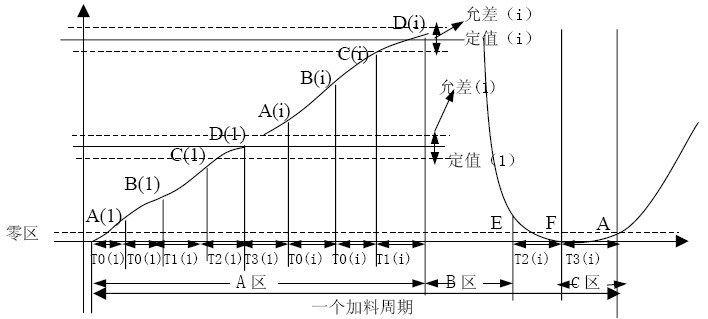 D(i)
允差（i）
定值（i）
C(i)
B(i)
允差(1)
A(i)
D(1)
C(1)
定值（1）
B(1)
A(1)
E
F
A
零区
T0(1)
T0(1)
T1(1)
T2(1)
T3(1)
T0(i)
T0(i)
T1(i)
T2(i)
T3(i)
A 区
B 区
C 区
一个加料周期